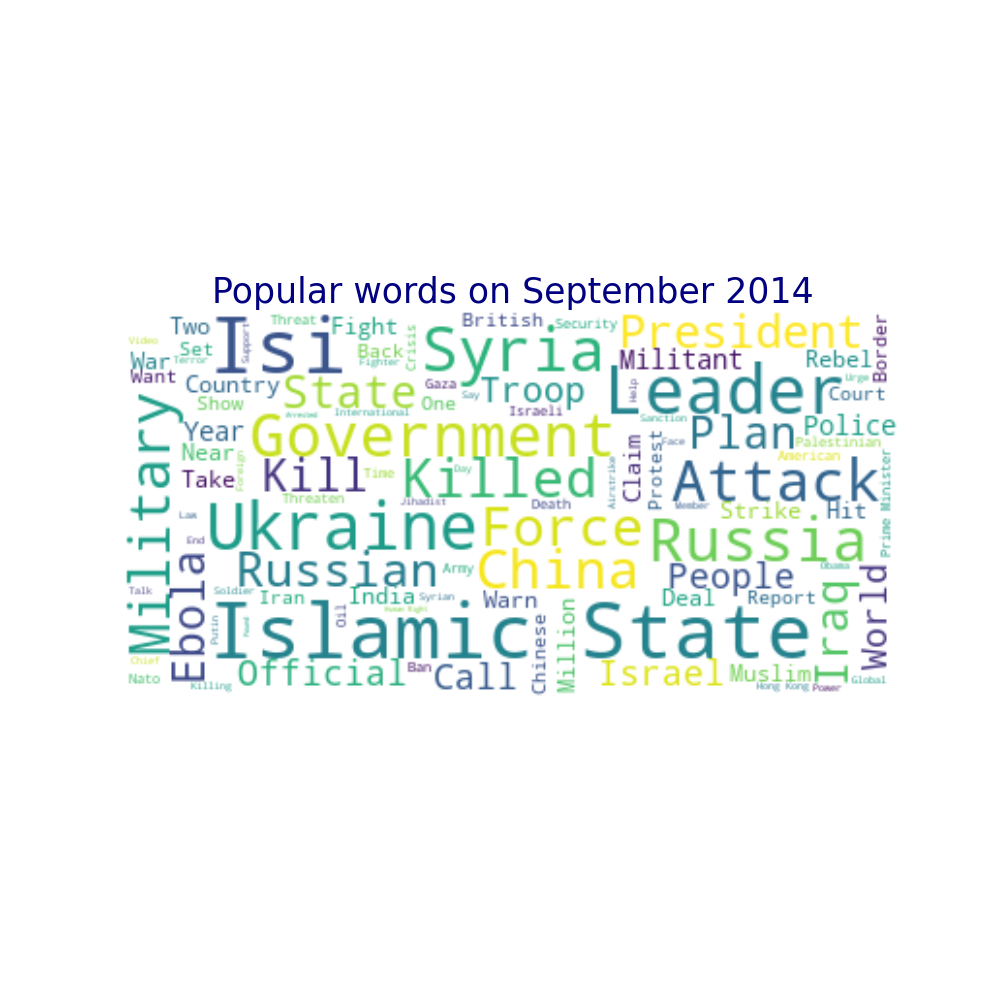 Popular words on September 2014
Video
Two
War
Set
Terror
Want
Isi
Support
Threat
Fight
Back
Fighter
Crisis
British
Security
Syria
President
Militant
Rebel
Border
Country
State
Gaza
Say
Troop
Leader
Help
Urge
Court
Show
Arrested
International
One
Israeli
Sanction
Military
Year
Government
Plan
Police
Near
Foreign
Face
Palestinian
Take
Kill
Time
Killed
Day
Airstrike
Claim
Protest
American
Attack
Prime Minister
Threaten
Jihadist
Death
Member
Strike
Hit
Law
End
Ukraine
Force
Russia
Ebola
Russian
Army
China
People
Obama
World
Talk
Soldier
Iran
India
Syrian
Warn
Deal
Report
Iraq
Putin
Found
Islamic
Oil
Human Right
State
Chinese
Million
Chief
Nato
Killing
Official
Ban
Call
Israel
Muslim
Hong Kong
Power
Global